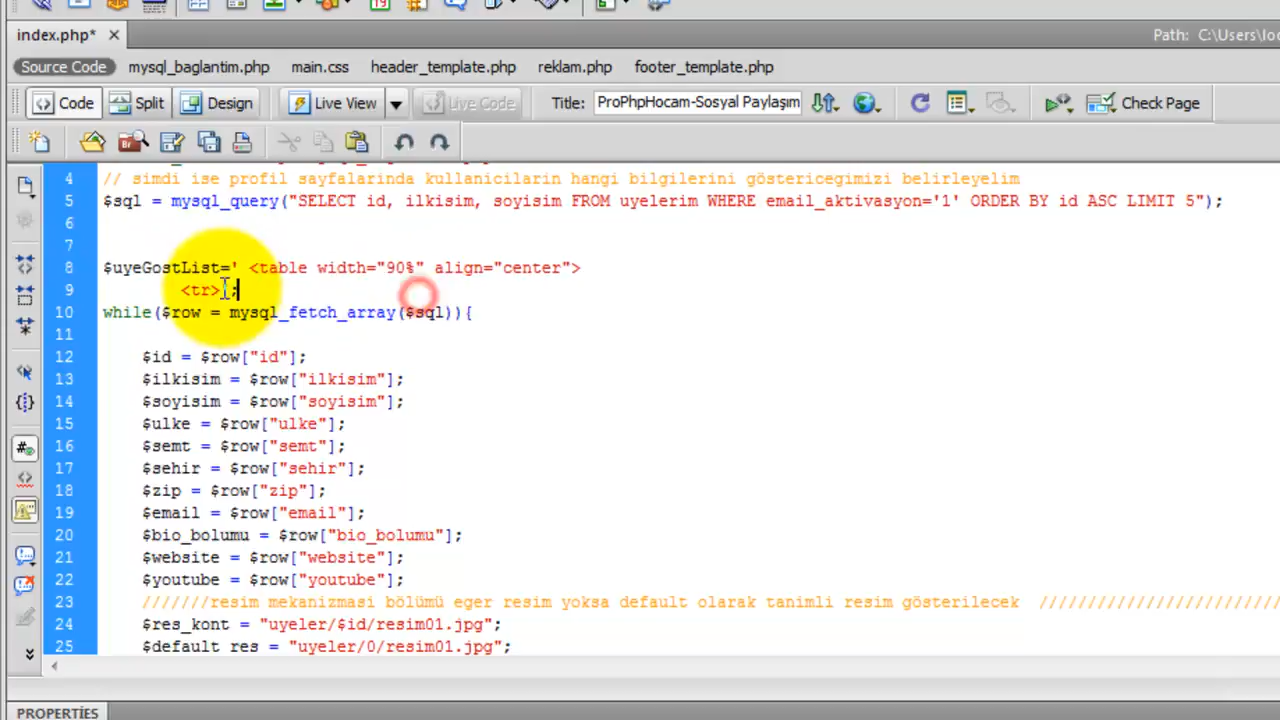 index.php*
Path: C:\Users\
Source Code mysql_baglantim.php main.css header_template.php reklam.php footer_template.php
Code Split Design Live View Live Code Title: ProPhpHocam-Sosyal Paylaşım Check Page
4 // simdi ise profil sayfalarinda kullanicilarin hangi bilgilerini göstericegimizi belirleyelim
5 $sql = mysql_query("SELECT id, ilkisim, soyisim FROM uyelerim WHERE email_aktivasyon='1' ORDER BY id ASC LIMIT 5");
6
7
8 $uyeGostList=' <table width="90%" align="center">
9 <tr>';
10 while($row = mysql_fetch_array($sql)){
11
12 $id = $row["id"];
13 $ilkisim = $row["ilkisim"];
14 $soyisim = $row["soyisim"];
15 $ulke = $row["ulke"];
16 $semt = $row["semt"];
17 $sehir = $row["sehir"];
18 $zip = $row["zip"];
19 $email = $row["email"];
20 $bio_bolumu = $row["bio_bolumu"];
21 $website = $row["website"];
22 $youtube = $row["youtube"];
23 ///////resim mekanizmasi bölümü eger resim yoksa default olarak tanimli resim gösterilecek /////////////////////////
24 $res_kont = "uyeler/$id/resim01.jpg";
25 $default_res = "uyeler/0/resim01.jpg";
PROPERTİES